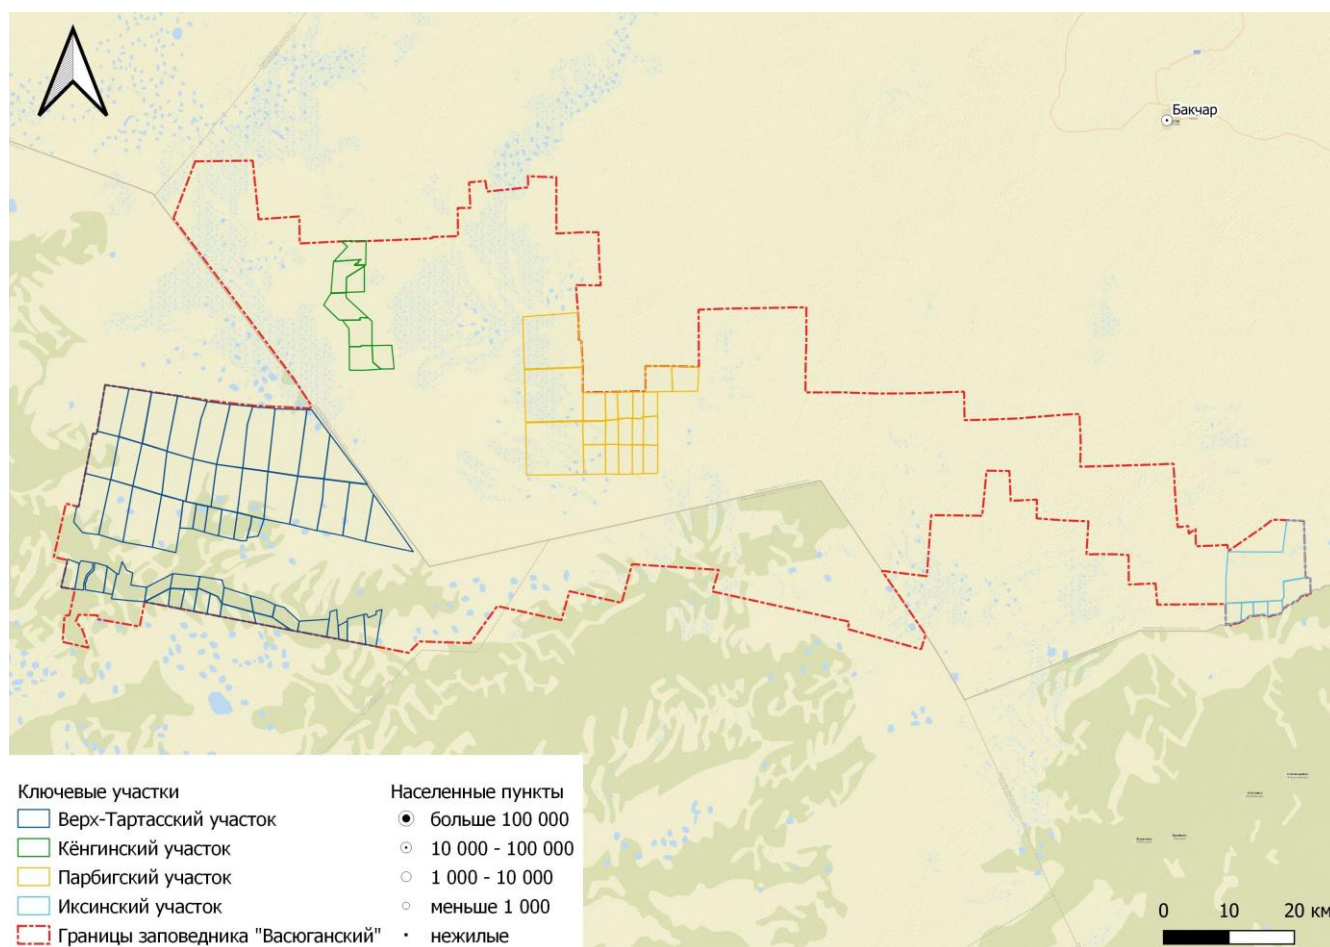 Бакчар
Ключевые участки
Верх-Тартасский участок
Кёнгинский участок
Парбигский участок
Иксинский участок
Границы заповедника "Васюганский"
Населенные пункты
больше 100 000
10 000 - 100 000
1 000 - 10 000
меньше 1 000
нежилые
0 10 20 км